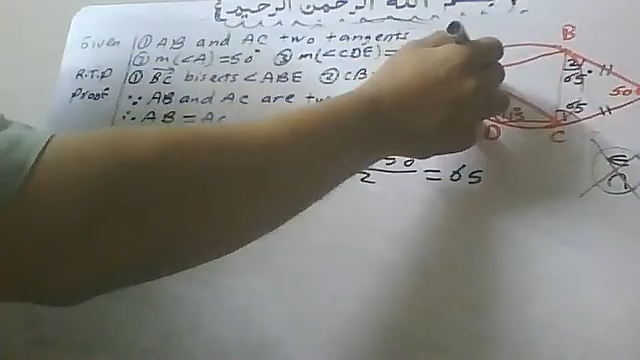 بسم الله الرحمن الرحيم
Given ① AB and AC two tangents
② m(<A)=50° ③ m(<CDE)=
R.T.P ① BC bisects <ABE ② CB
Proof ∵ AB and AC are tw
∴ AB = AC
2 = 65
B
2
65°
65
50
D
C